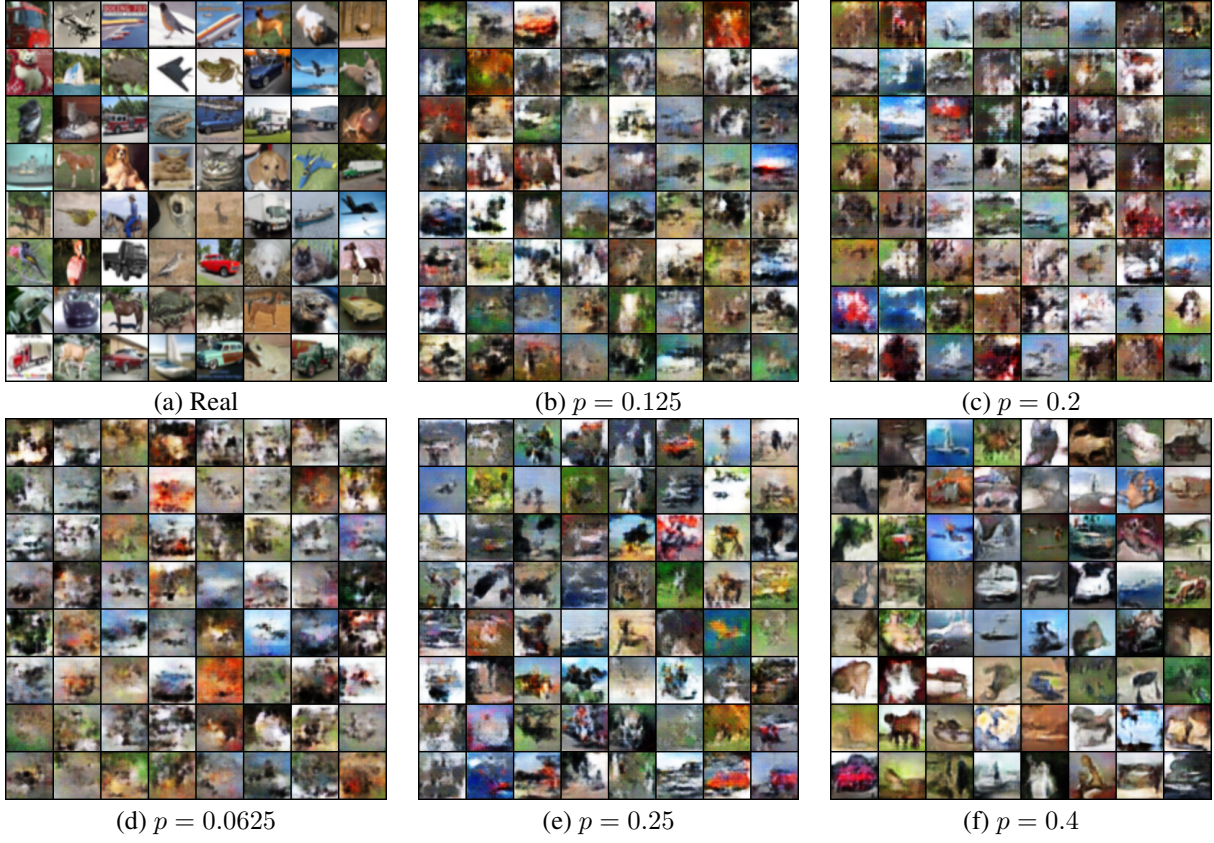 (a) Real
(b) p = 0.125
(c) p = 0.2
(d) p = 0.0625
(e) p = 0.25
(f) p = 0.4